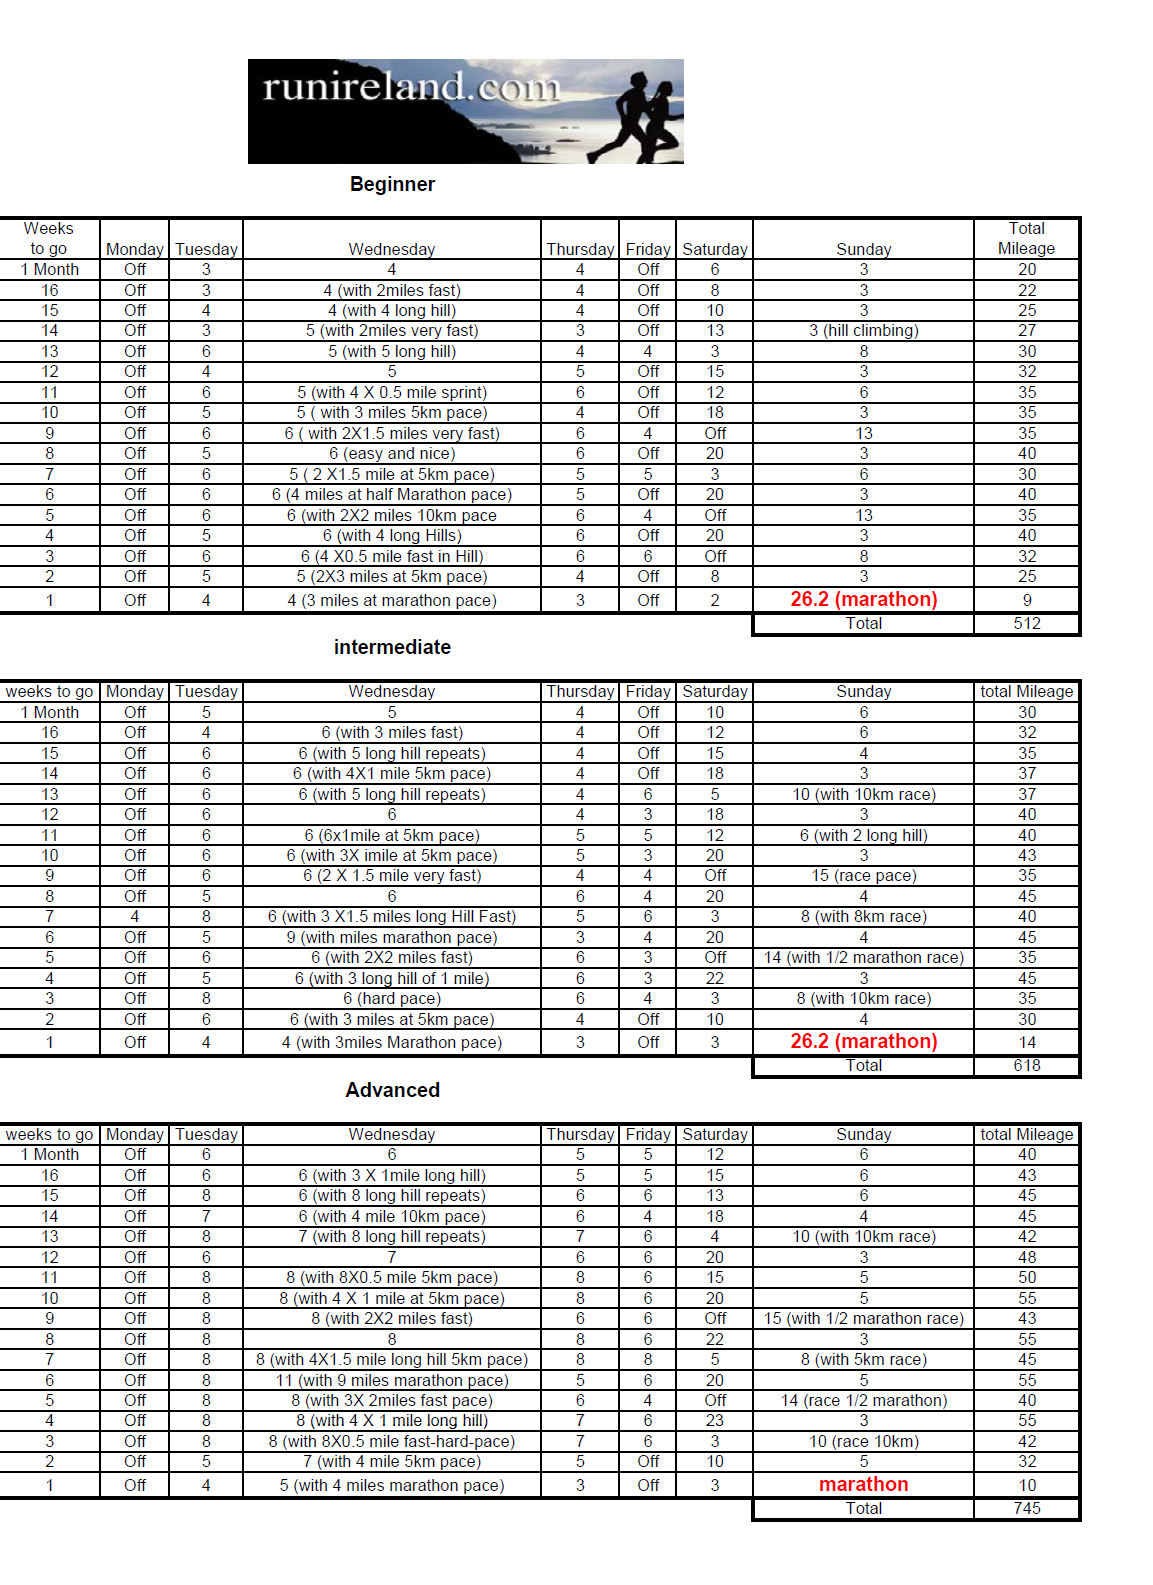 runireland.com
Beginner
Weeks to go Monday Tuesday Wednesday Thursday Friday Saturday Sunday Total Mileage
1 Month Off 3 4 4 Off 6 3 20
16 Off 3 4 (with 2miles fast) 4 Off 8 3 22
15 Off 4 4 (with 4 long hill) 4 Off 10 3 25
14 Off 3 5 (with 2miles very fast) 3 Off 13 3 (hill climbing) 27
13 Off 6 5 (with 5 long hill) 4 4 3 8 30
12 Off 4 5 5 Off 15 3 32
11 Off 6 5 (with 4 X 0.5 mile sprint) 6 Off 12 6 35
10 Off 5 5 ( with 3 miles 5km pace) 4 Off 18 3 35
9 Off 6 6 ( with 2X1.5 miles very fast) 6 4 Off 13 35
8 Off 5 6 (easy and nice) 6 Off 20 3 40
7 Off 6 5 ( 2 X1.5 mile at 5km pace) 5 5 3 6 30
6 Off 6 6 (4 miles at half Marathon pace) 5 Off 20 3 40
5 Off 6 6 (with 2X2 miles 10km pace 6 4 Off 13 35
4 Off 5 6 (with 4 long Hills) 6 Off 20 3 40
3 Off 6 6 (4 X0.5 mile fast in Hill) 6 6 Off 8 32
2 Off 5 5 (2X3 miles at 5km pace) 4 Off 8 3 25
1 Off 4 4 (3 miles at marathon pace) 3 Off 2 26.2 (marathon) 9
Total 512
intermediate
weeks to go Monday Tuesday Wednesday Thursday Friday Saturday Sunday total Mileage
1 Month Off 5 5 4 Off 10 6 30
16 Off 4 6 (with 3 miles fast) 4 Off 12 6 32
15 Off 6 6 (with 5 long hill repeats) 4 Off 15 4 35
14 Off 6 6 (with 4X1 mile 5km pace) 4 Off 18 3 37
13 Off 6 6 (with 5 long hill repeats) 4 6 5 10 (with 10km race) 37
12 Off 6 6 4 3 18 3 40
11 Off 6 6 (6x1mile at 5km pace) 5 5 12 6 (with 2 long hill) 40
10 Off 6 6 (with 3X imile at 5km pace) 5 3 20 3 43
9 Off 6 6 (2 X 1.5 mile very fast) 4 4 Off 15 (race pace) 35
8 Off 5 6 6 4 20 4 45
7 4 8 6 (with 3 X1.5 miles long Hill Fast) 5 6 3 8 (with 8km race) 40
6 Off 5 9 (with miles marathon pace) 3 4 20 4 45
5 Off 6 6 (with 2X2 miles fast) 6 3 Off 14 (with 1/2 marathon race) 35
4 Off 5 6 (with 3 long hill of 1 mile) 6 3 22 3 45
3 Off 8 6 (hard pace) 6 4 3 8 (with 10km race) 35
2 Off 6 6 (with 3 miles at 5km pace) 4 Off 10 4 30
1 Off 4 4 (with 3miles Marathon pace) 3 Off 3 26.2 (marathon) 14
Total 618
Advanced
weeks to go Monday Tuesday Wednesday Thursday Friday Saturday Sunday total Mileage
1 Month Off 6 6 5 5 12 6 40
16 Off 6 6 (with 3 X 1mile long hill) 5 5 15 6 43
15 Off 8 6 (with 8 long hill repeats) 6 6 13 6 45
14 Off 7 6 (with 4 mile 10km pace) 6 4 18 4 45
13 Off 8 7 (with 8 long hill repeats) 7 6 4 10 (with 10km race) 42
12 Off 6 7 6 6 20 3 48
11 Off 8 8 (with 8X0.5 mile 5km pace) 8 6 15 5 50
10 Off 8 8 (with 4 X 1 mile at 5km pace) 8 6 20 5 55
9 Off 8 8 (with 2X2 miles fast) 6 6 Off 15 (with 1/2 marathon race) 43
8 Off 8 8 8 6 22 3 55
7 Off 8 8 (with 4X1.5 mile long hill 5km pace) 8 8 5 8 (with 5km race) 45
6 Off 8 11 (with 9 miles marathon pace) 5 6 20 5 55
5 Off 8 8 (with 3X 2miles fast pace) 6 4 Off 14 (race 1/2 marathon) 40
4 Off 8 8 (with 4 X 1 mile long hill) 7 6 23 3 55
3 Off 8 8 (with 8X0.5 mile fast-hard-pace) 7 6 3 10 (race 10km) 42
2 Off 5 7 (with 4 mile 5km pace) 5 Off 10 5 32
1 Off 4 5 (with 4 miles marathon pace) 3 Off 3 marathon 10
Total 745